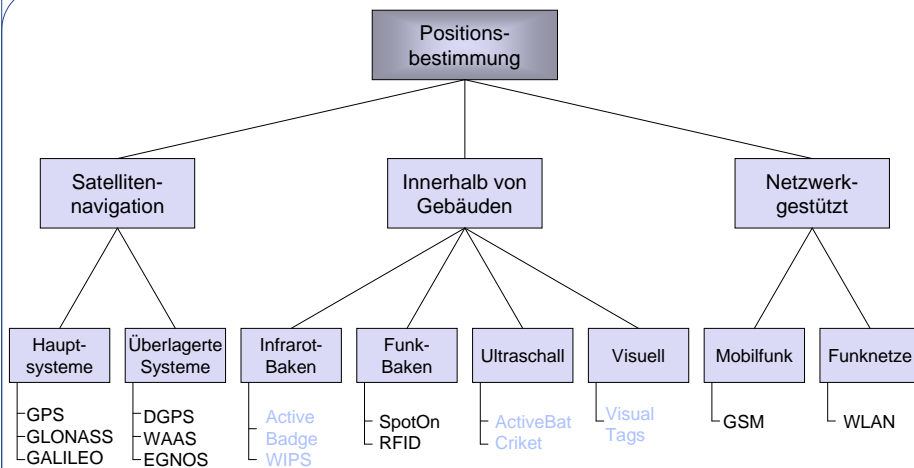 Positions-
bestimmung
Satelliten-
navigation
Innerhalb von
Gebäuden
Netzwerk-
gestützt
Haupt-
systeme
Überlagerte
Systeme
Infrarot-
Baken
Funk-
Baken
Ultraschall
Visuell
Mobilfunk
Funknetze
GPS
GLONASS
GALILEO
DGPS
WAAS
EGNOS
Active
Badge
WIPS
SpotOn
RFID
ActiveBat
Criket
Visual
Tags
GSM
WLAN